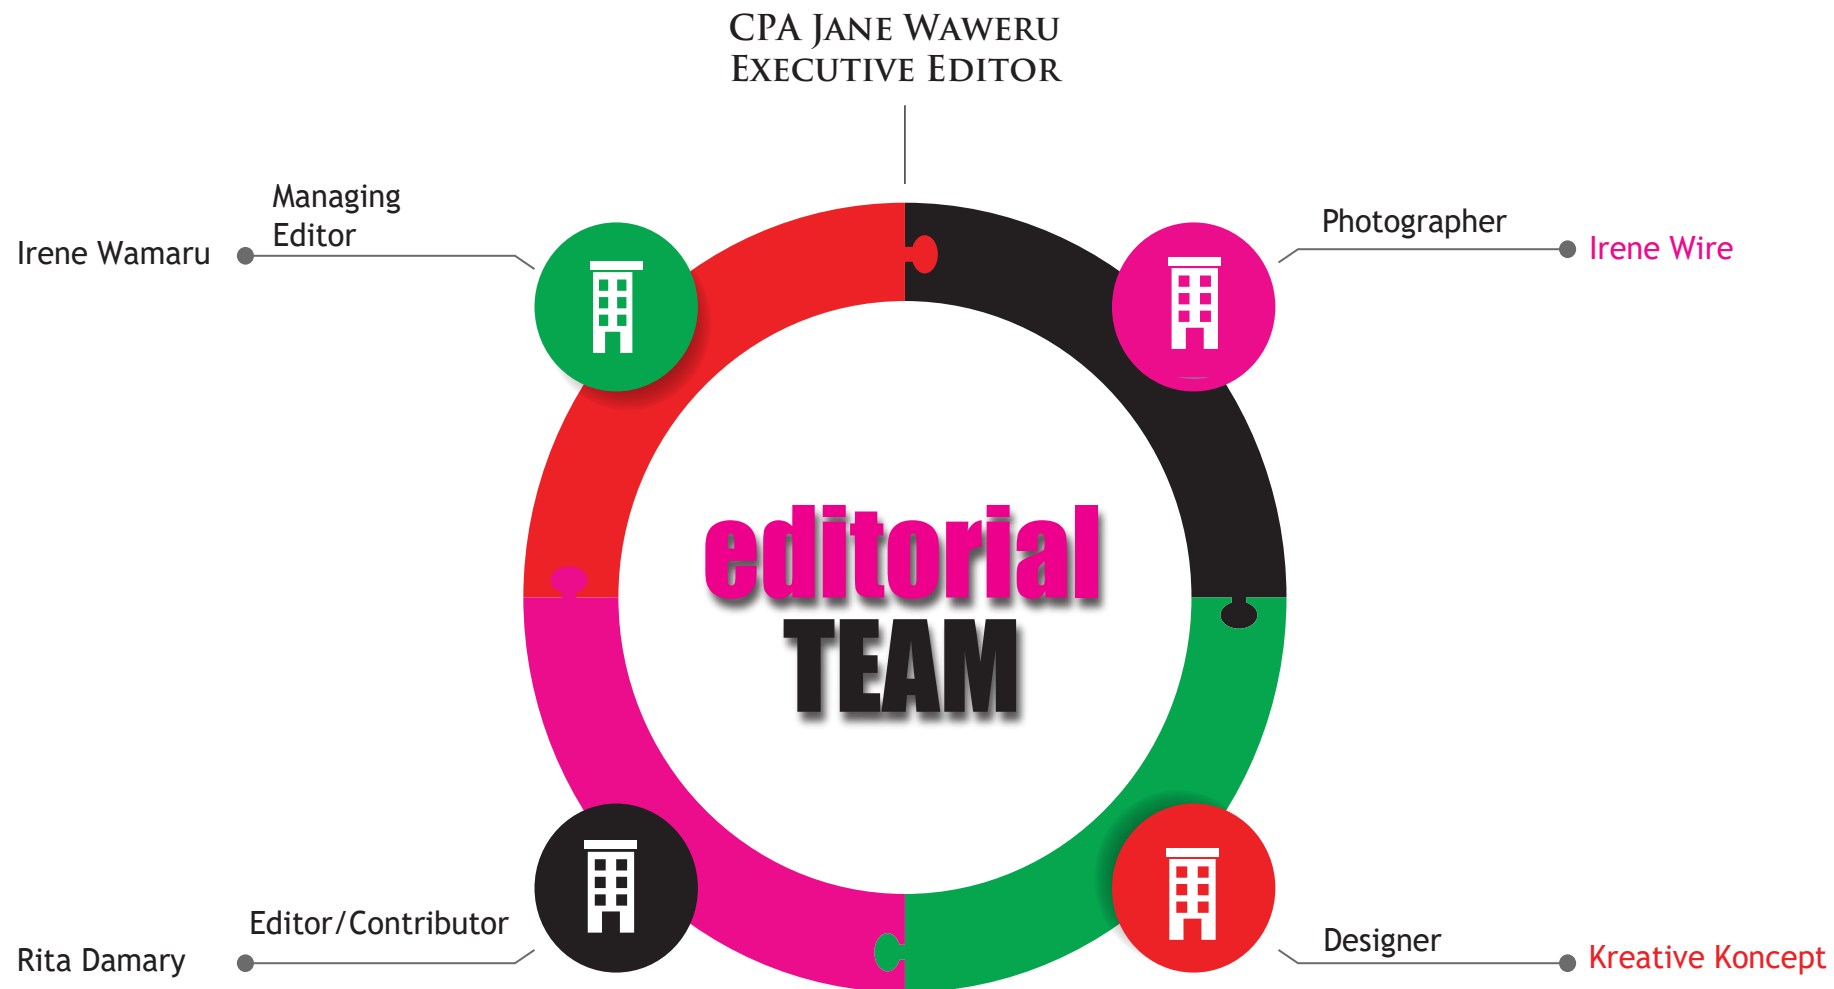 CPA JANE WAWERU
EXECUTIVE EDITOR
Managing
Editor
Irene Wamaru
Photographer
Irene Wire
editorial
TEAM
Editor/Contributor
Rita Damary
Designer
Kreative Koncept